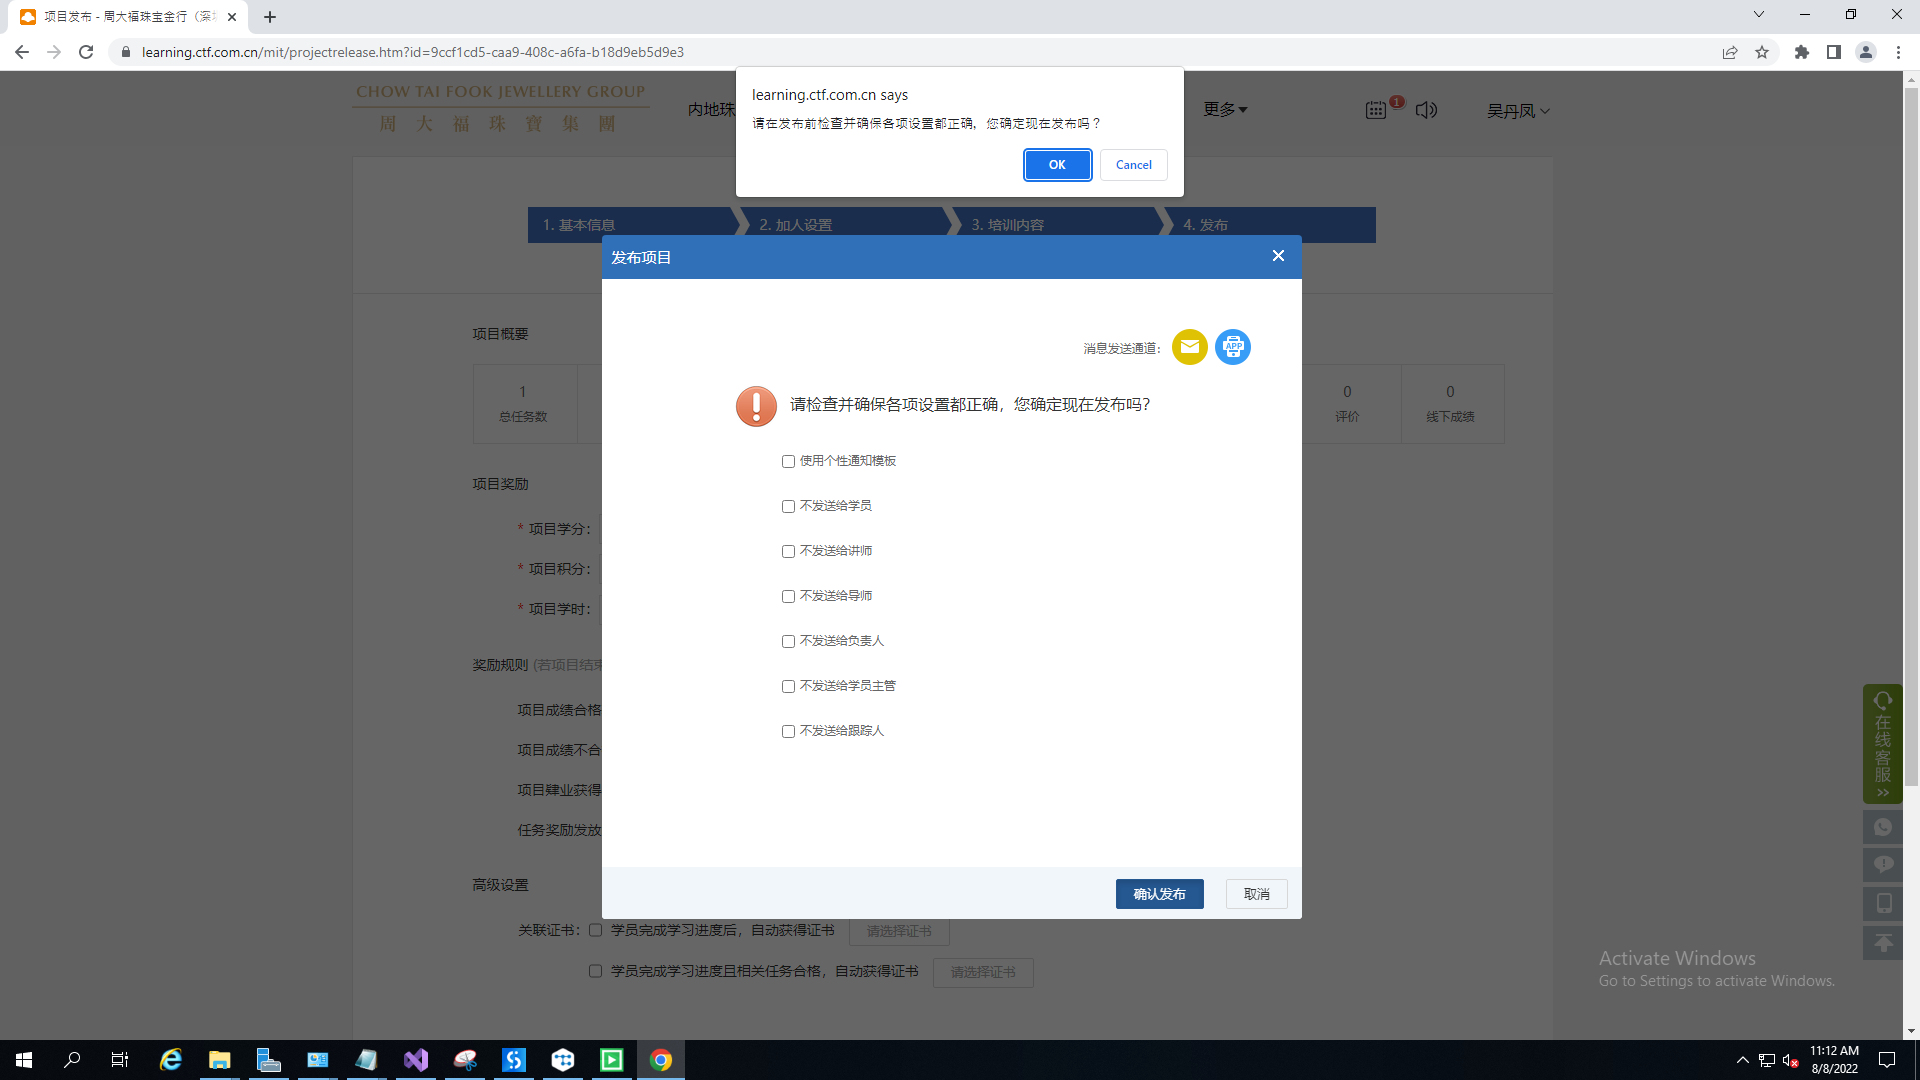 项目发布 - 周大福珠宝金行（深
learning.ctf.com.cn/mit/projectrelease.htm?id=9ccf1cd5-caa9-408c-a6fa-b18d9eb5d9e3
learning.ctf.com.cn says
请在发布前检查并确保各项设置都正确，您确定现在发布吗？
OK
Cancel
CHOW TAI FOOK JEWELLERY GROUP
周大福珠寶集團
内地珠
更多
1
吴丹凤
1. 基本信息
2. 加人设置
3. 培训内容
4. 发布
发布项目
消息发送通道：
APP
请检查并确保各项设置都正确，您确定现在发布吗？
使用个性通知模板
不发送给学员
不发送给讲师
不发送给导师
不发送给负责人
不发送给学员主管
不发送给跟踪人
确认发布
取消
项目概要
1
总任务数
0
评价
0
线下成绩
项目奖励
* 项目学分：
* 项目积分：
* 项目学时：
奖励规则 (若项目结束
项目成绩合格
项目成绩不合
项目肄业获得
任务奖励发放
高级设置
关联证书：
学员完成学习进度后，自动获得证书
请选择证书
学员完成学习进度且相关任务合格，自动获得证书
请选择证书
在线客服
Activate Windows
Go to Settings to activate Windows.
11:12 AM
8/8/2022